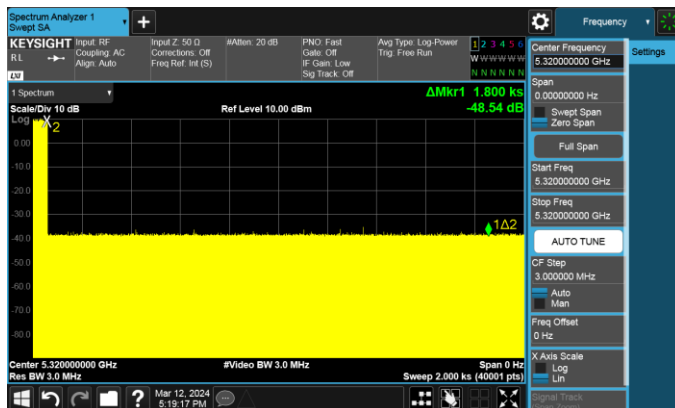 Spectrum Analyzer 1
Swept SA
+
Frequency
KEYSIGHT
RL
LXI
Input: RF
Coupling: AC
Align: Auto
Input Z: 50 Ω
Corrections: Off
Freq Ref: Int (S)
#Atten: 20 dB
PNO: Fast
Gate: Off
IF Gain: Low
Sig Track: Off
Avg Type: Log-Power
Trig: Free Run
1 2 3 4 5 6
W W W W W W
N N N N N N
Center Frequency
5.320000000 GHz
Settings
1 Spectrum
ΔMkr1 1.800 ks
-48.54 dB
Scale/Div 10 dB
Ref Level 10.00 dBm
Log
X2
0.00
-10.0
-20.0
-30.0
-40.0
-50.0
-60.0
-70.0
-80.0
1Δ2
Center 5.320000000 GHz
#Video BW 3.0 MHz
Span 0 Hz
Res BW 3.0 MHz
Sweep 2.000 ks (40001 pts)
Span
0.00000000 Hz
Swept Span
Zero Span
Full Span
Start Freq
5.320000000 GHz
Stop Freq
5.320000000 GHz
AUTO TUNE
CF Step
3.000000 MHz
Auto
Man
Freq Offset
0 Hz
X Axis Scale
Log
Lin
Signal Track
(Span Zoom)
?
Mar 12, 2024
5:19:17 PM